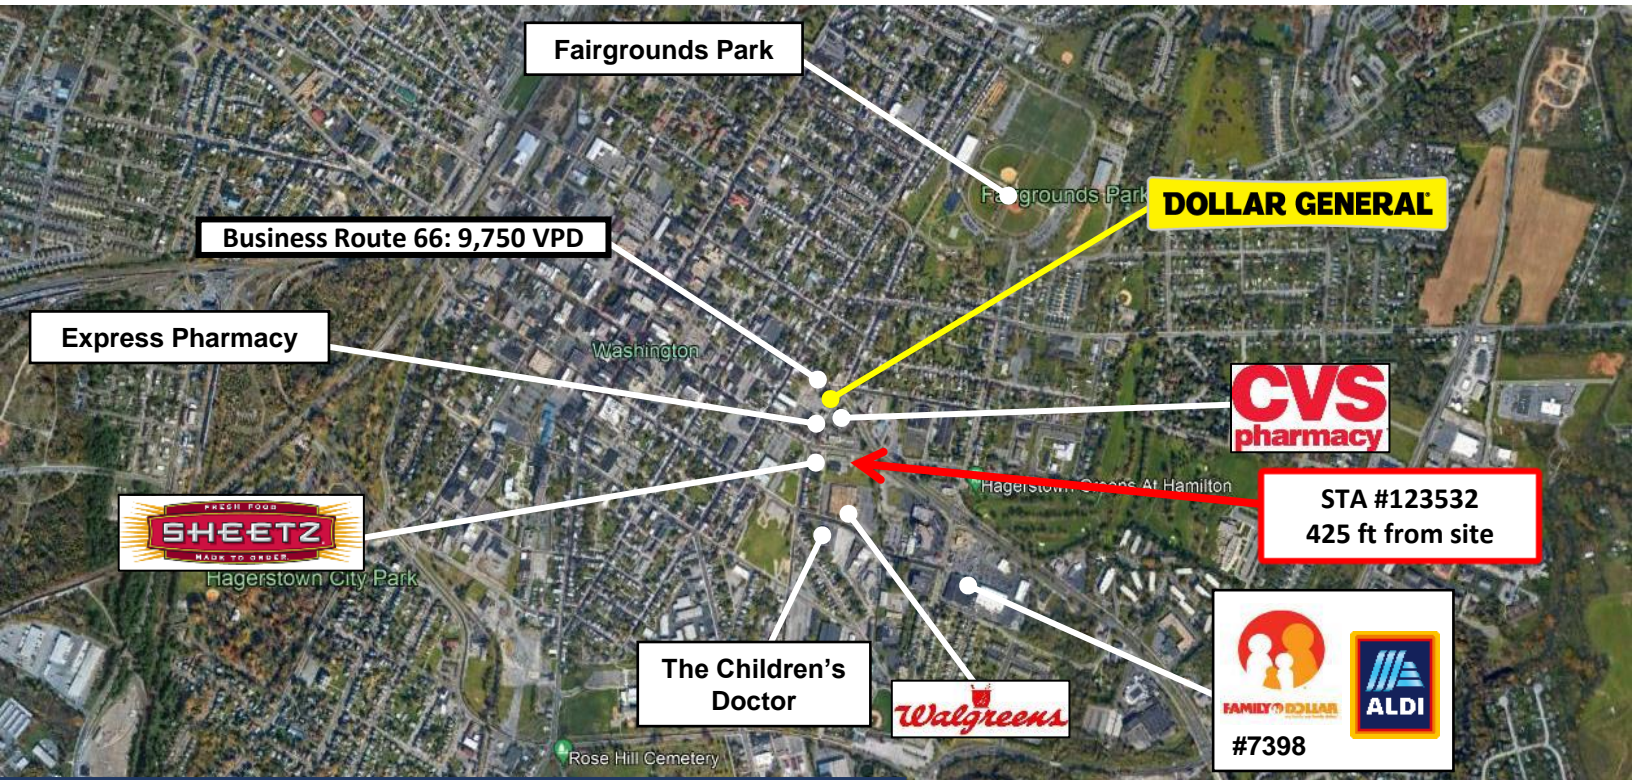 Fairgrounds Park
Fairgrounds Park
DOLLAR GENERAL
Business Route 66: 9,750 VPD
Express Pharmacy
Washington
CVS
pharmacy
Hagerstown Greens At Hamilton
STA #123532
425 ft from site
FRESH FOOD
SHEETZ
MADE TO ORDER
Hagerstown City Park
The Children’s
Doctor
Walgreens
FAMILY DOLLAR
ALDI
#7398
Rose Hill Cemetery